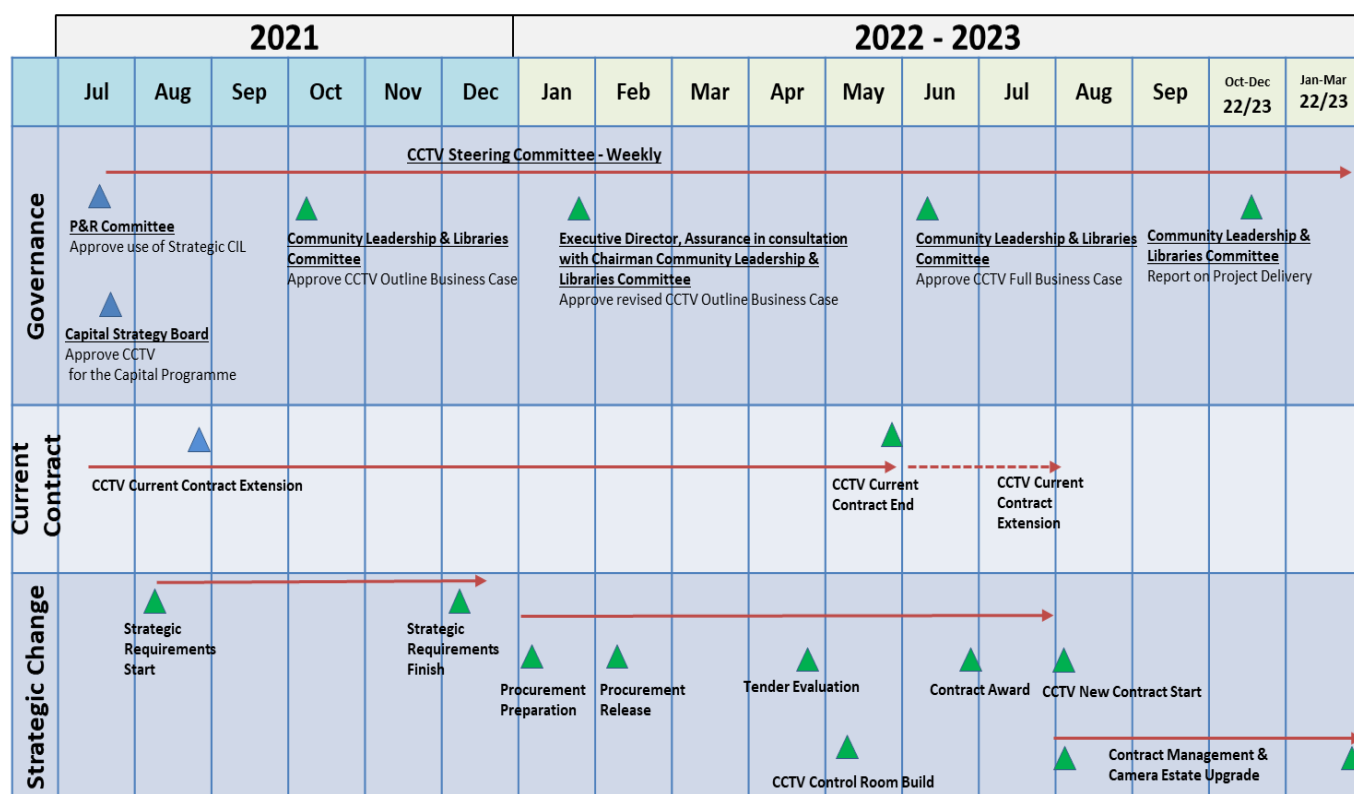 2021
2022 - 2023
Jul
Aug
Sep
Oct
Nov
Dec
Jan
Feb
Mar
Apr
May
Jun
Jul
Aug
Sep
Oct-Dec
22/23
Jan-Mar
22/23
Governance
CCTV Steering Committee - Weekly
P&R Committee
Approve use of Strategic CIL
Capital Strategy Board
Approve CCTV
for the Capital Programme
Community Leadership & Libraries
Committee
Approve CCTV Outline Business Case
Executive Director, Assurance in consultation
with Chairman Community Leadership &
Libraries Committee
Approve revised CCTV Outline Business Case
Community Leadership & Libraries
Committee
Approve CCTV Full Business Case
Community Leadership &
Libraries Committee
Report on Project Delivery
Current
Contract
CCTV Current Contract Extension
CCTV Current
Contract End
CCTV Current
Contract
Extension
Strategic Change
Strategic
Requirements
Start
Strategic
Requirements
Finish
Procurement
Preparation
Procurement
Release
Tender Evaluation
Contract Award
CCTV New Contract Start
CCTV Control Room Build
Contract Management &
Camera Estate Upgrade